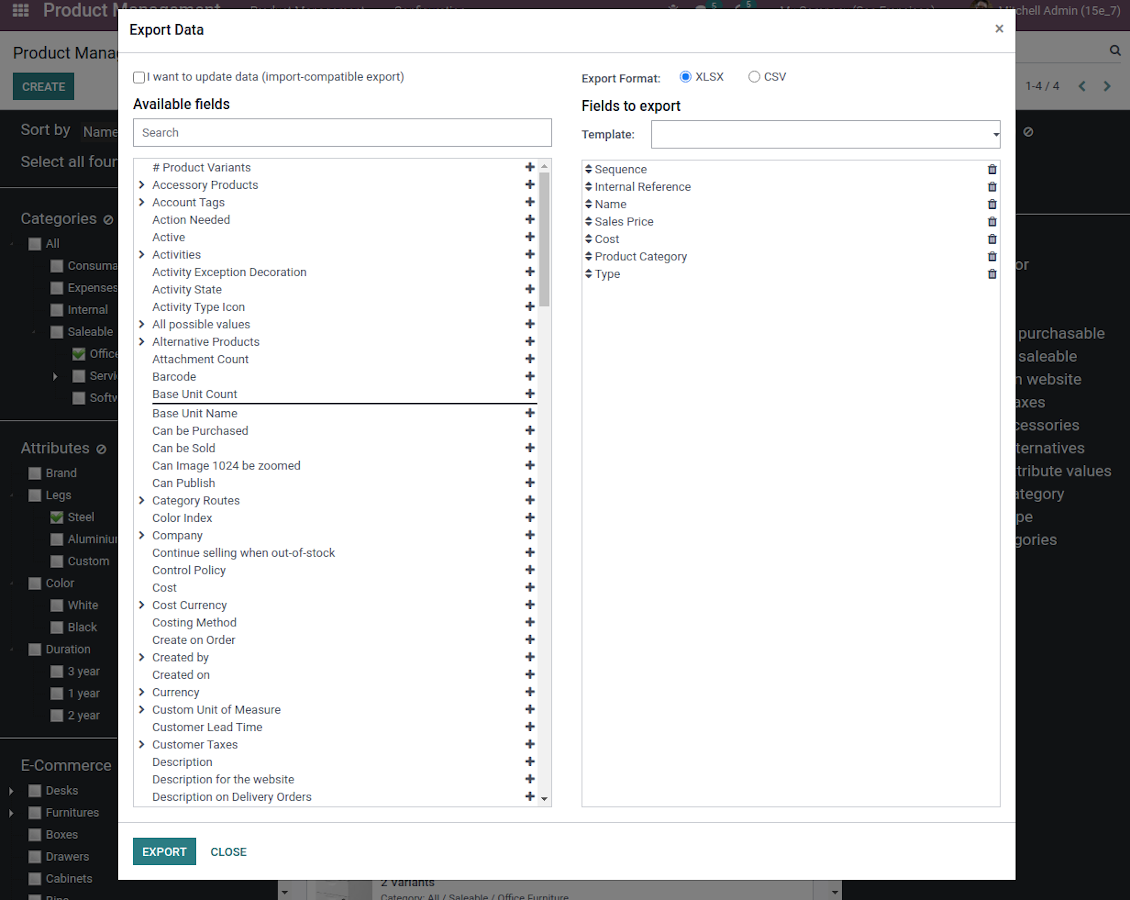 Product Management
5
5
Mitchell Admin (15e_7)
Export Data
×
Product Mana
CREATE
1-4 / 4
Sort by Name
Select all foun
Categories
All
Consuma
Expenses
Internal
Saleable
Office
Servi
Softw
Attributes
Brand
Legs
Steel
Aluminiun
Custom
Color
White
Black
Duration
3 year
1 year
2 year
E-Commerce
Desks
Furnitures
Boxes
Drawers
Cabinets
I want to update data (import-compatible export)
Available fields
Search
# Product Variants
Accessory Products
Account Tags
Action Needed
Active
Activities
Activity Exception Decoration
Activity State
Activity Type Icon
All possible values
Alternative Products
Attachment Count
Barcode
Base Unit Count
Base Unit Name
Can be Purchased
Can be Sold
Can Image 1024 be zoomed
Can Publish
Category Routes
Color Index
Company
Continue selling when out-of-stock
Control Policy
Cost
Cost Currency
Costing Method
Create on Order
Created by
Created on
Currency
Custom Unit of Measure
Customer Lead Time
Customer Taxes
Description
Description for the website
Description on Delivery Orders
Export Format: XLSX CSV
Fields to export
Template:
Sequence
Internal Reference
Name
Sales Price
Cost
Product Category
Type
EXPORT CLOSE
or
purchasable
saleable
n website
axes
cessories
ternatives
tribute values
ategory
pe
gories
2 Variants
Category: All / Saleable / Office Furniture